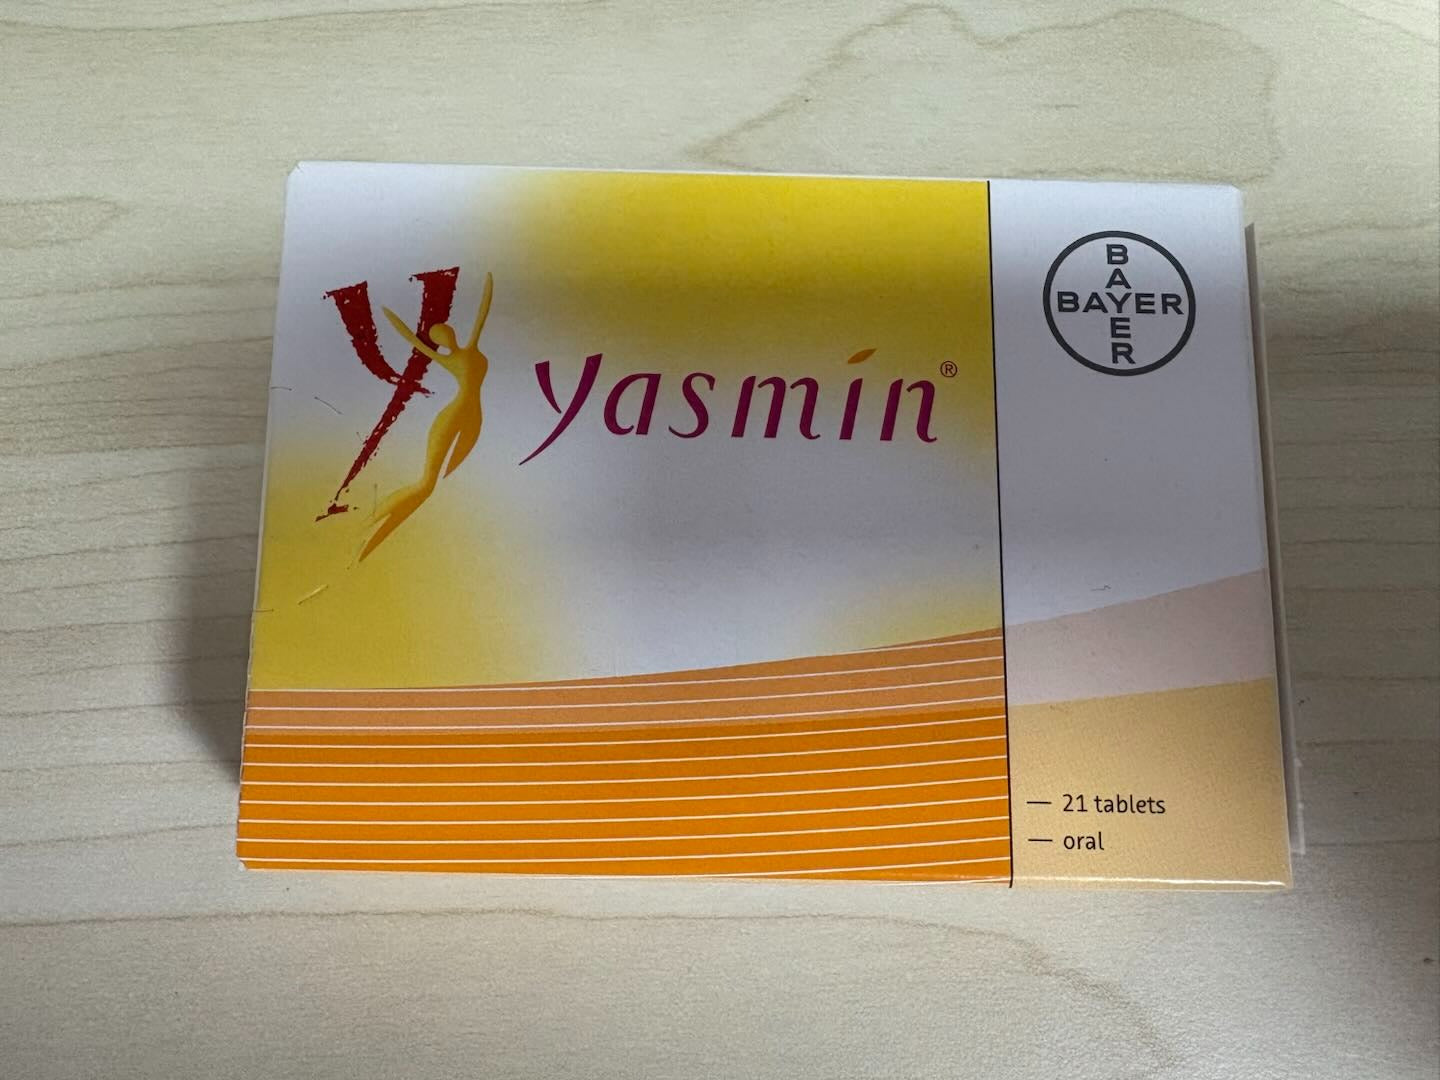 Y
yasmin®
BAYER
BAYER
— 21 tablets
— oral